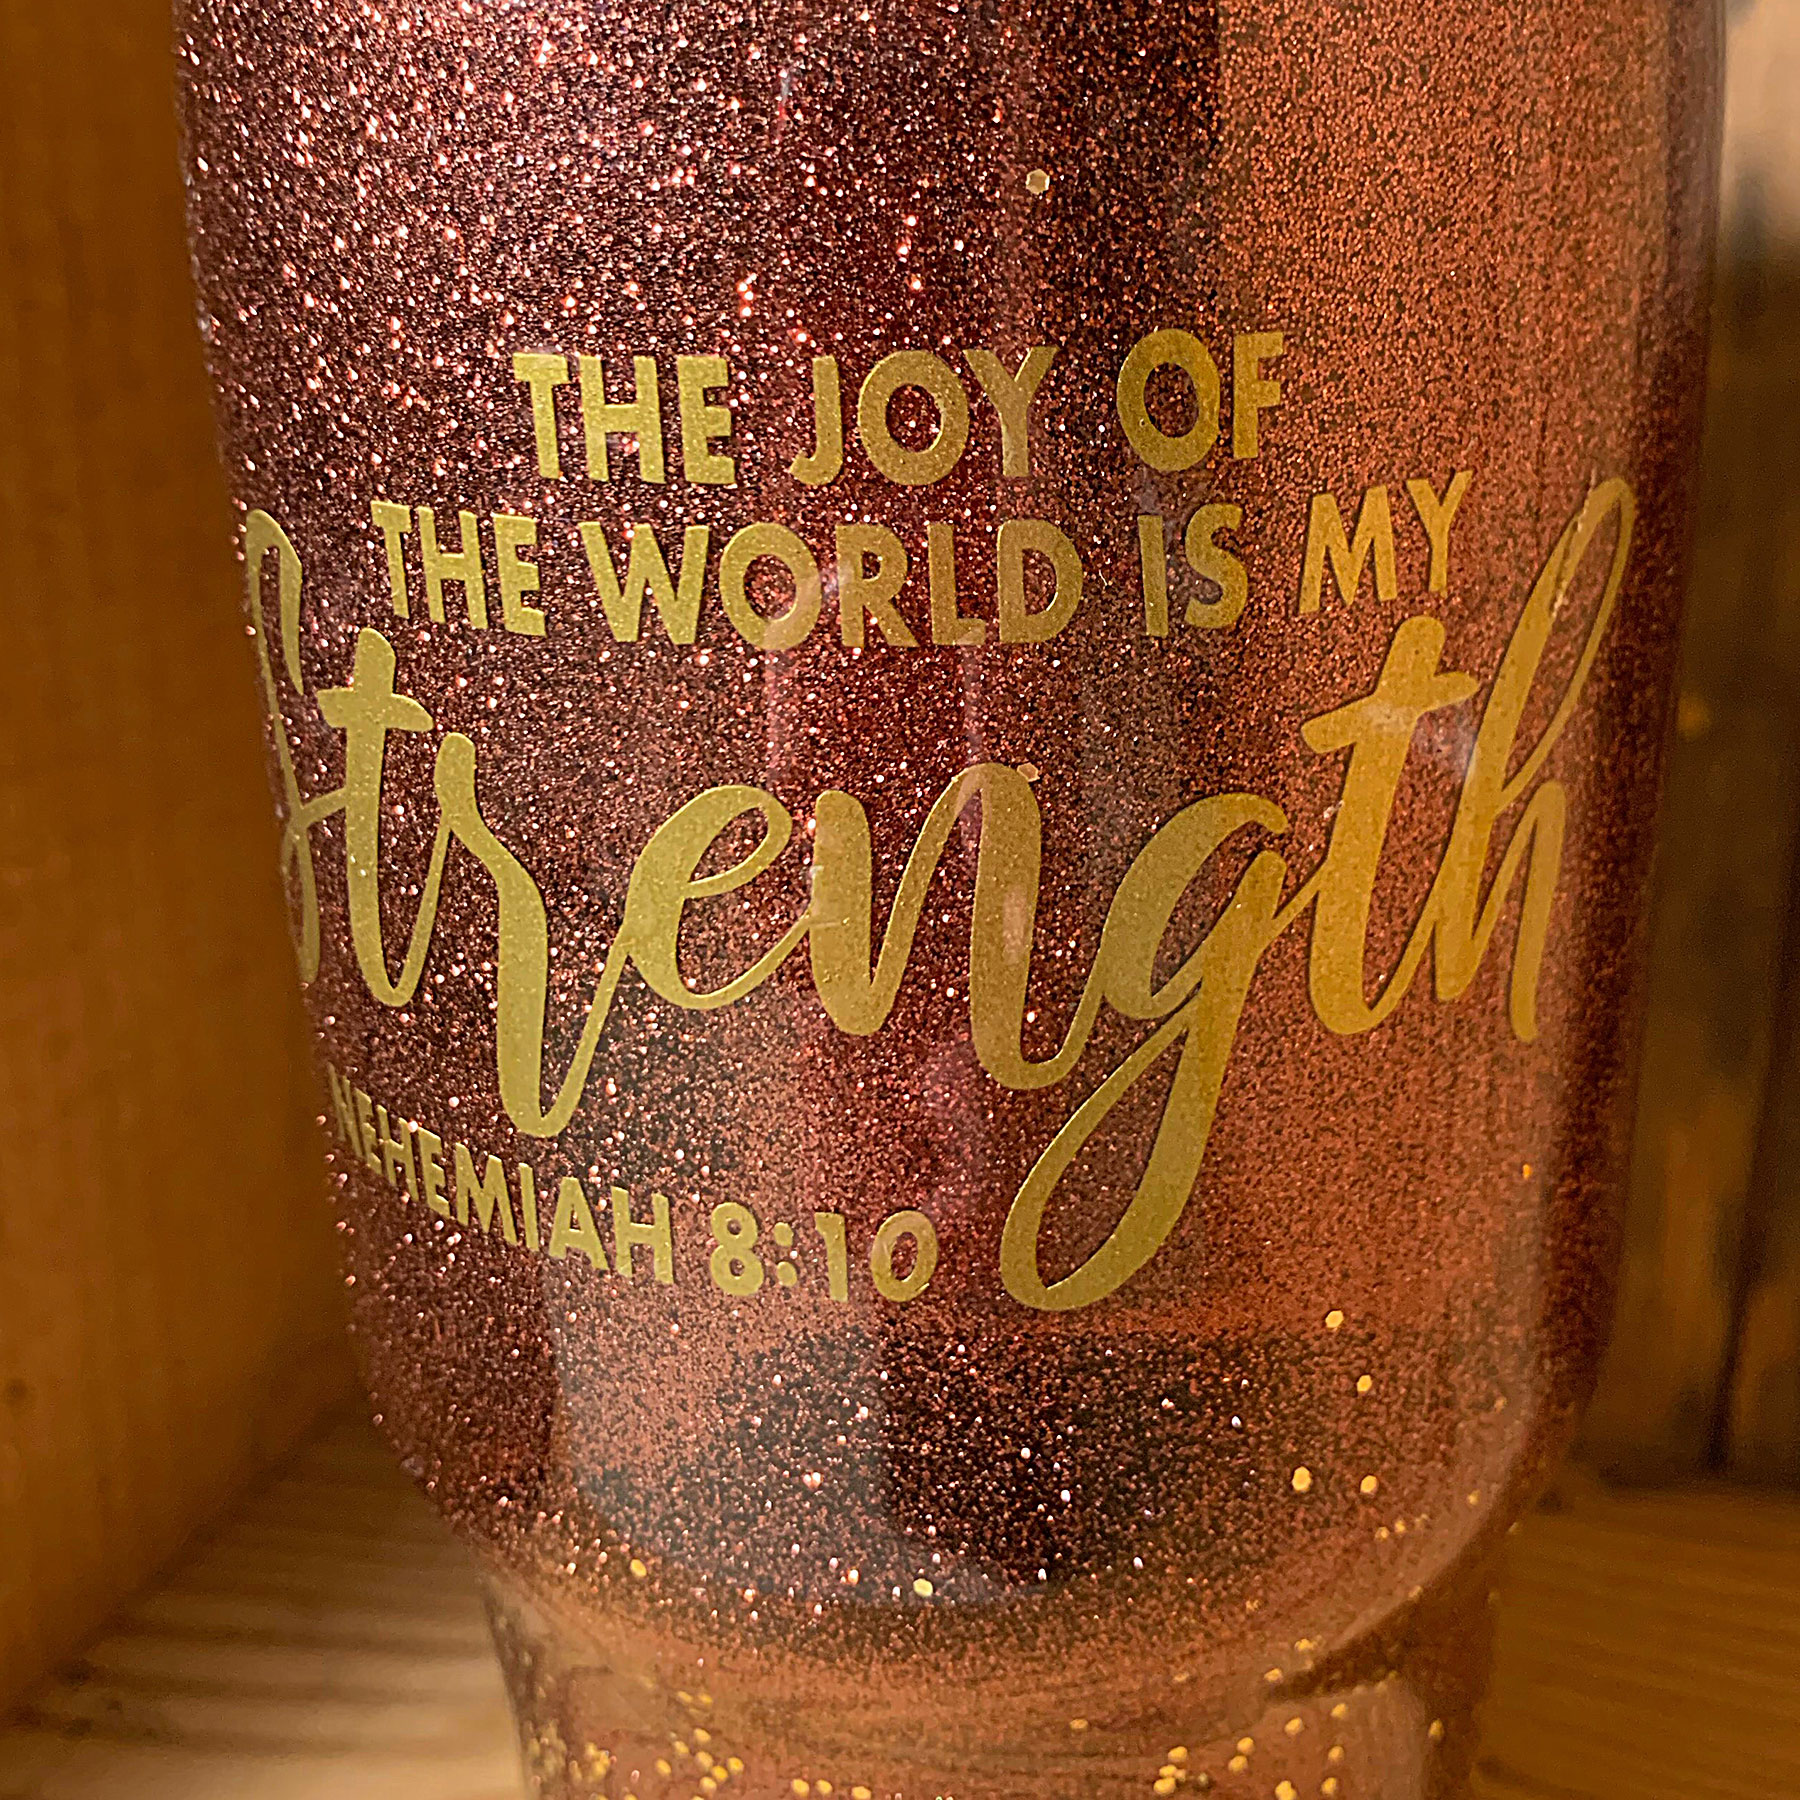 THE JOY OF
THE WORLD IS MY
Strength
NEHEMIAH 8:10